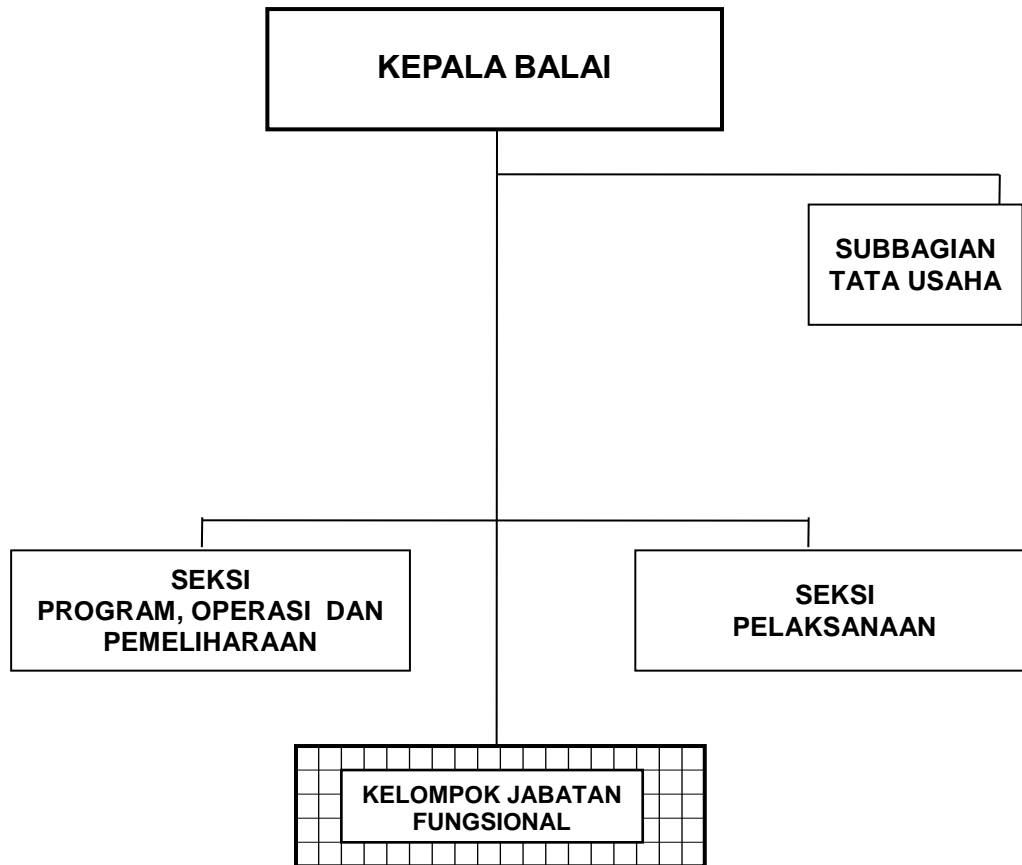 KEPALA BALAI
SUBBAGIAN
TATA USAHA
SEKSI
PROGRAM, OPERASI DAN
PEMELIHARAAN
SEKSI
PELAKSANAAN
KELOMPOK JABATAN
FUNGSIONAL